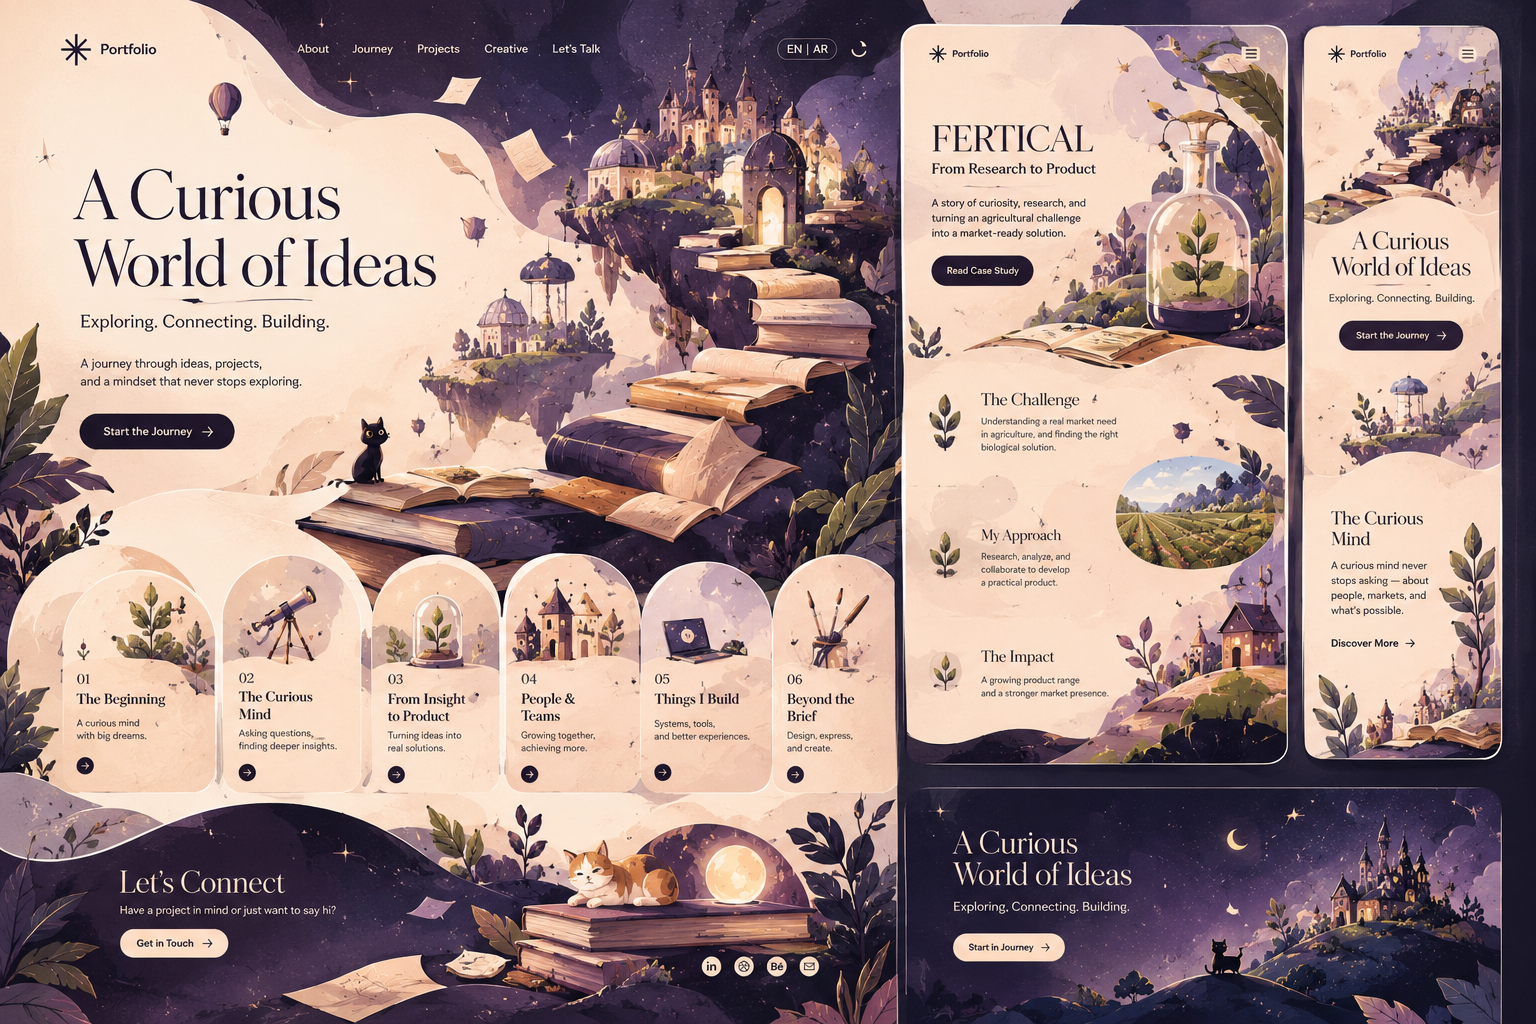 Portfolio
About
Journey
Projects
Creative
Let's Talk
EN | AR
A Curious
World of Ideas
Exploring. Connecting. Building.
A journey through ideas, projects,
and a mindset that never stops exploring.
Start the Journey →
01
The Beginning
A curious mind
with big dreams.
02
The Curious
Mind
Asking questions,
finding deeper insights.
03
From Insight
to Product
Turning ideas into
real solutions.
04
People &
Teams
Growing together,
achieving more.
05
Things I Build
Systems, tools,
and better experiences.
06
Beyond the
Brief
Design, express,
and create.
Let's Connect
Have a project in mind or just want to say hi?
Get in Touch →
in
Bé
Portfolio
FERTICAL
From Research to Product
A story of curiosity, research, and
turning an agricultural challenge
into a market-ready solution.
Read Case Study
The Challenge
Understanding a real market need
in agriculture, and finding the right
biological solution.
My Approach
Research, analyze, and
collaborate to develop
a practical product.
The Impact
A growing product range
and a stronger market presence.
Portfolio
A Curious
World of Ideas
Exploring. Connecting. Building.
Start the Journey →
The Curious
Mind
A curious mind never
stops asking — about
people, markets, and
what's possible.
Discover More →
A Curious
World of Ideas
Exploring, Connecting. Building.
Start in Journey →